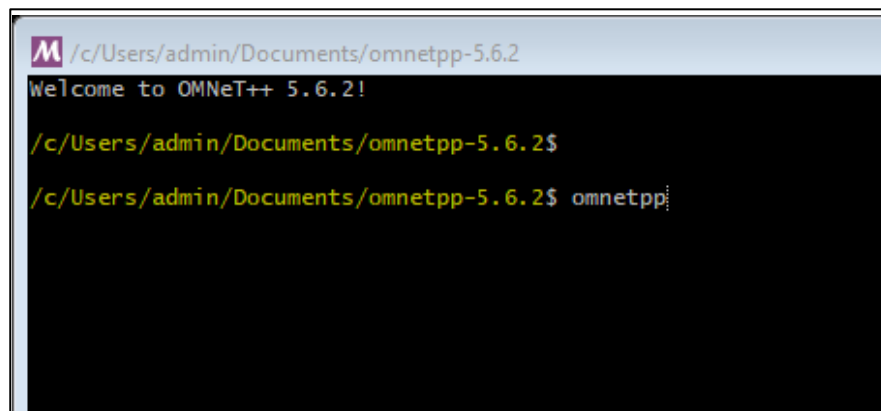 M /c/Users/admin/Documents/omnetpp-5.6.2
Welcome to OMNeT++ 5.6.2!
/c/Users/admin/Documents/omnetpp-5.6.2$
/c/Users/admin/Documents/omnetpp-5.6.2$ omnetpp